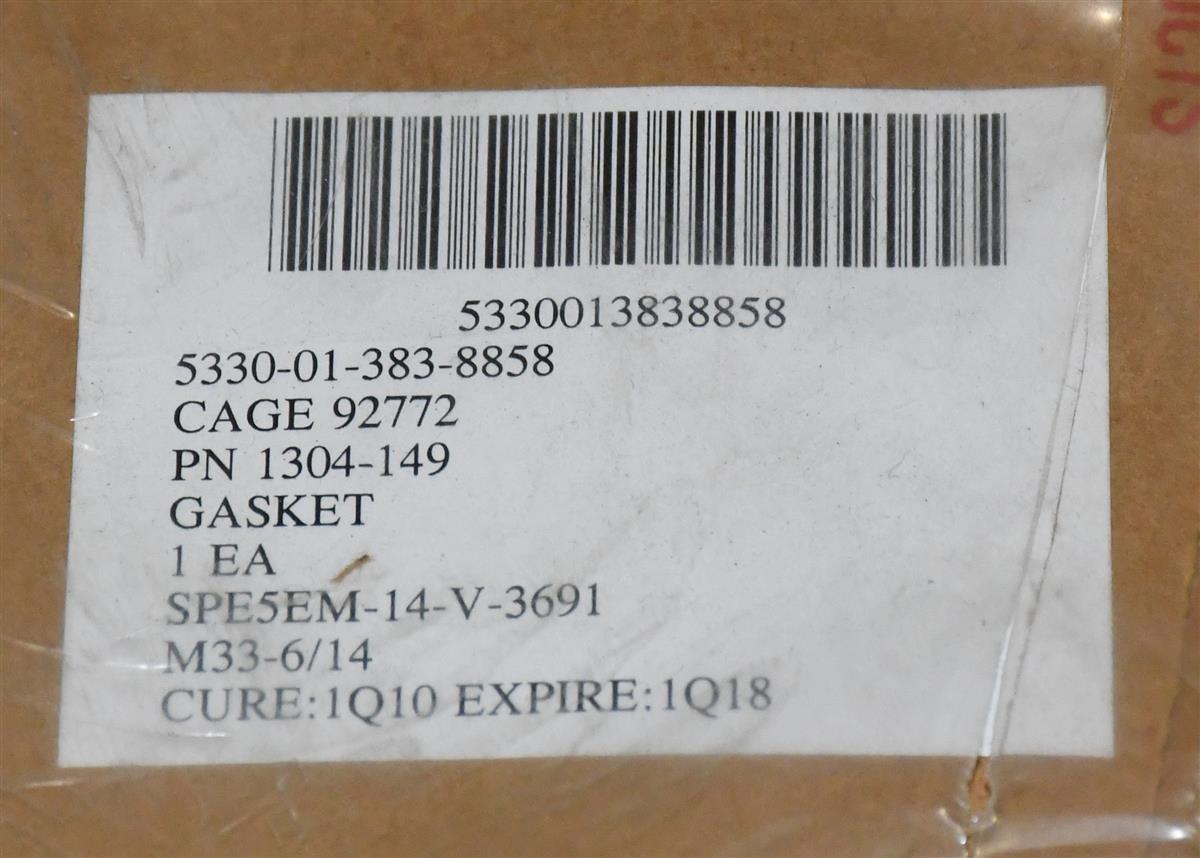 5330013838858
5330-01-383-8858
CAGE 92772
PN 1304-149
GASKET
1 EA
SPE5EM-14-V-3691
M33-6/14
CURE:1Q10 EXPIRE:1Q18